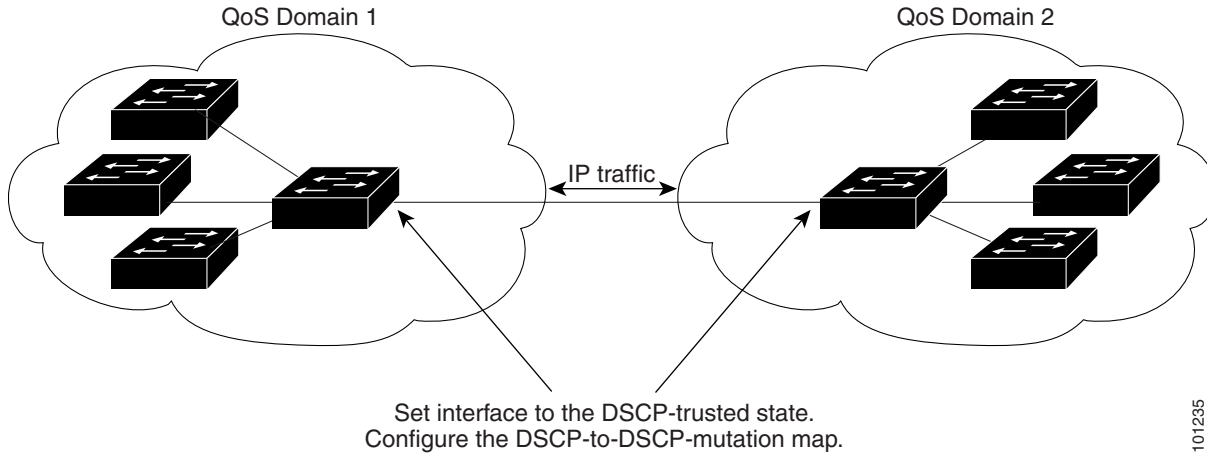 QoS Domain 1
QoS Domain 2
IP traffic
Set interface to the DSCP-trusted state.
Configure the DSCP-to-DSCP-mutation map.
101235